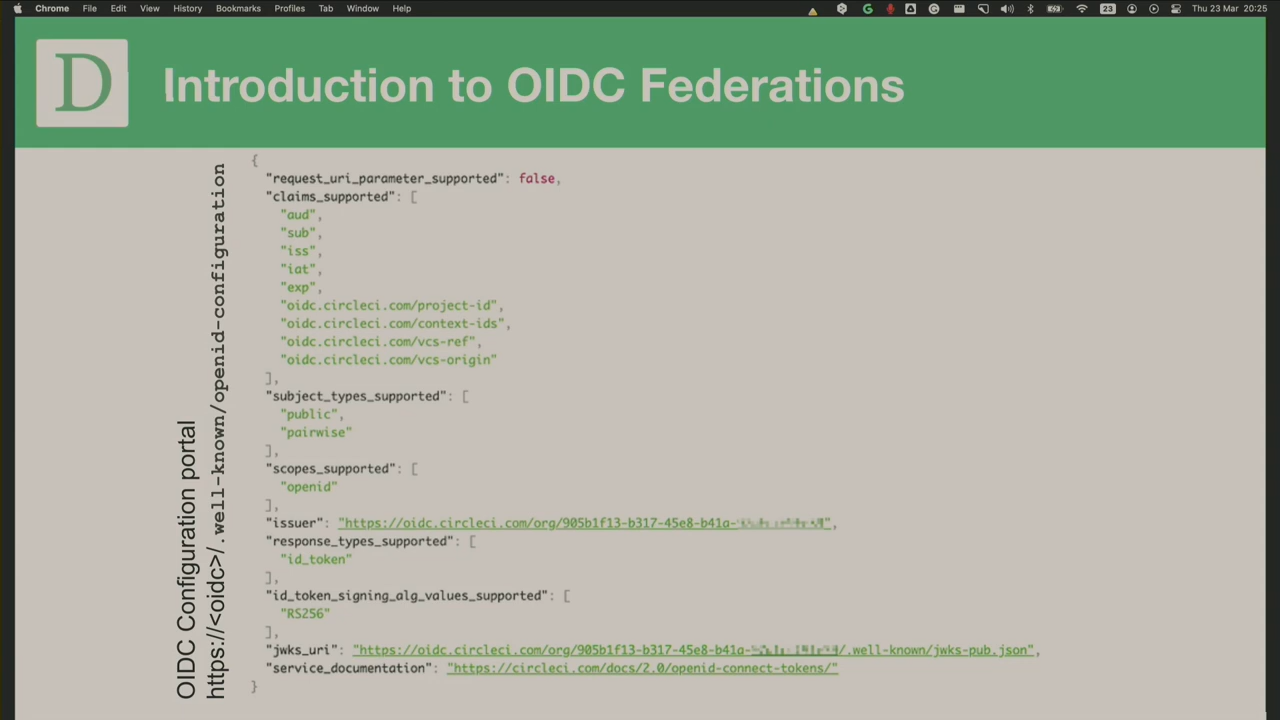 Chrome File Edit View History Bookmarks Profiles Tab Window Help 23 Thu 23 Mar 20:25
D
Introduction to OIDC Federations
OIDC Configuration portal
https://<oidc>/.well-known/openid-configuration
{
"request_uri_parameter_supported": false,
"claims_supported": [
"aud",
"sub",
"iss",
"iat",
"exp",
"oidc.circleci.com/project-id",
"oidc.circleci.com/context-ids",
"oidc.circleci.com/vcs-ref",
"oidc.circleci.com/vcs-origin"
],
"subject_types_supported": [
"public",
"pairwise"
],
"scopes_supported": [
"openid"
],
"issuer": "https://oidc.circleci.com/org/905b1f13-b317-45e8-b41a- ",
"response_types_supported": [
"id_token"
],
"id_token_signing_alg_values_supported": [
"RS256"
],
"jwks_uri": "https://oidc.circleci.com/org/905b1f13-b317-45e8-b41a- /.well-known/jwks-pub.json",
"service_documentation": "https://circleci.com/docs/2.0/openid-connect-tokens/"
}